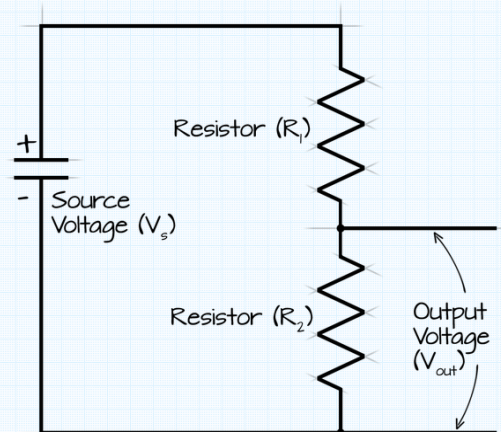 Resistor (R₁)
+
-
Source
Voltage (Vₛ)
Resistor (R₂)
Output
Voltage
(Vout)